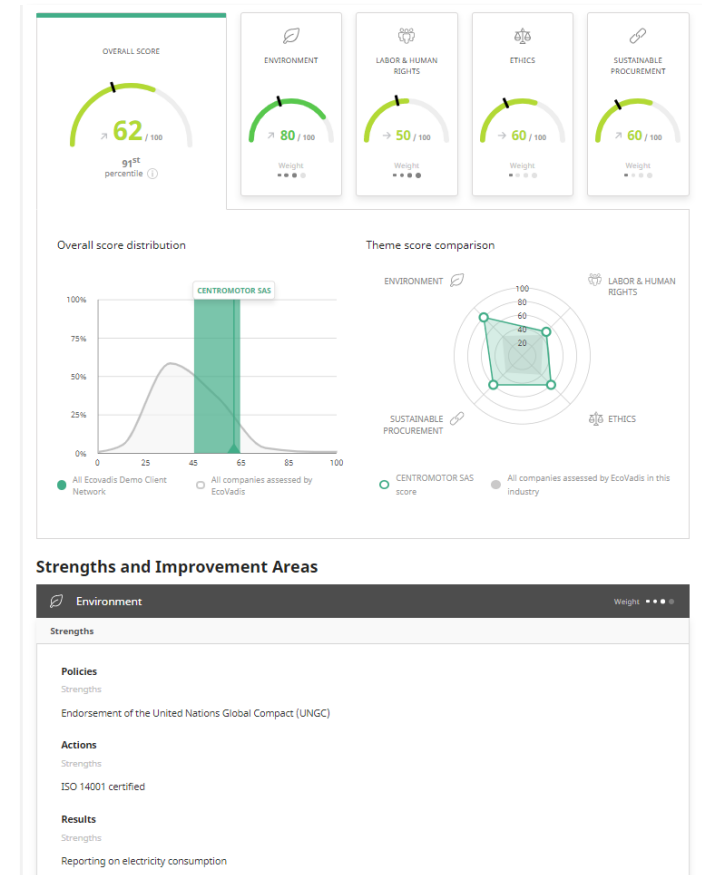 OVERALL SCORE
62 / 100
91st
percentile
ENVIRONMENT
80 / 100
Weight
LABOR & HUMAN
RIGHTS
50 / 100
Weight
ETHICS
60 / 100
Weight
SUSTAINABLE
PROCUREMENT
60 / 100
Weight
Overall score distribution
CENTROMOTOR SAS
100%
75%
50%
25%
0%
0 25 45 65 85 100
All Ecovadis Demo Client
Network
All companies assessed by
EcoVadis
Theme score comparison
ENVIRONMENT
LABOR & HUMAN
RIGHTS
100
80
60
40
20
SUSTAINABLE
PROCUREMENT
ETHICS
CENTROMOTOR SAS
score
All companies assessed by EcoVadis in this
industry
Strengths and Improvement Areas
Environment
Weight
Strengths
Policies
Strengths
Endorsement of the United Nations Global Compact (UNGC)
Actions
Strengths
ISO 14001 certified
Results
Strengths
Reporting on electricity consumption